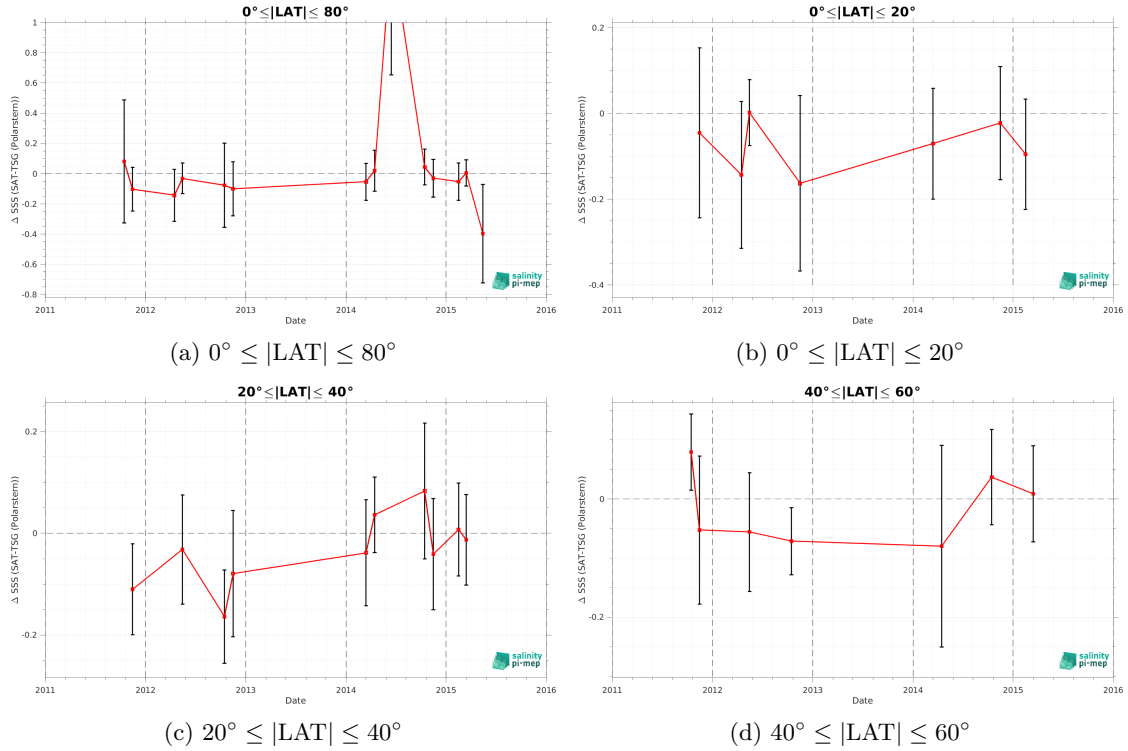 0°≤|LAT|≤ 80°
1
0.8
0.6
0.4
0.2
0
-0.2
-0.4
-0.6
-0.8
Δ SSS (SAT-TSG (Polarstern))
2011 2012 2013 2014 2015 2016
Date
salinity
pi-mep
(a) 0° ≤ |LAT| ≤ 80°
0°≤|LAT|≤ 20°
0.2
0
-0.2
-0.4
Δ SSS (SAT-TSG (Polarstern))
2011 2012 2013 2014 2015 2016
Date
salinity
pi-mep
(b) 0° ≤ |LAT| ≤ 20°
20°≤|LAT|≤ 40°
0.2
0
-0.2
Δ SSS (SAT-TSG (Polarstern))
2011 2012 2013 2014 2015 2016
Date
salinity
pi-mep
(c) 20° ≤ |LAT| ≤ 40°
40°≤|LAT|≤ 60°
0
-0.2
Δ SSS (SAT-TSG (Polarstern))
2011 2012 2013 2014 2015 2016
Date
salinity
pi-mep
(d) 40° ≤ |LAT| ≤ 60°